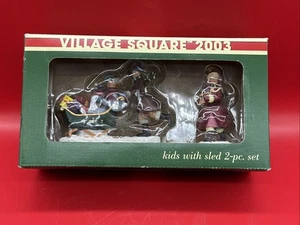 VILLAGE SQUARE 2003
kids with sled 2-pc. set